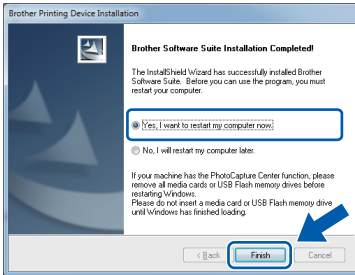 Brother Printing Device Installation
Brother Software Suite Installation Completed!
The InstallShield Wizard has successfully installed Brother
Software Suite. Before you can use the program, you must
restart your computer.
Yes, I want to restart my computer now.
No, I will restart my computer later.
If your machine has the PhotoCapture Center function, please
remove all media cards or USB Flash memory drives before
restarting Windows.
Please do not insert a media card or USB Flash memory drive
until Windows has finished loading.
< Back Finish Cancel